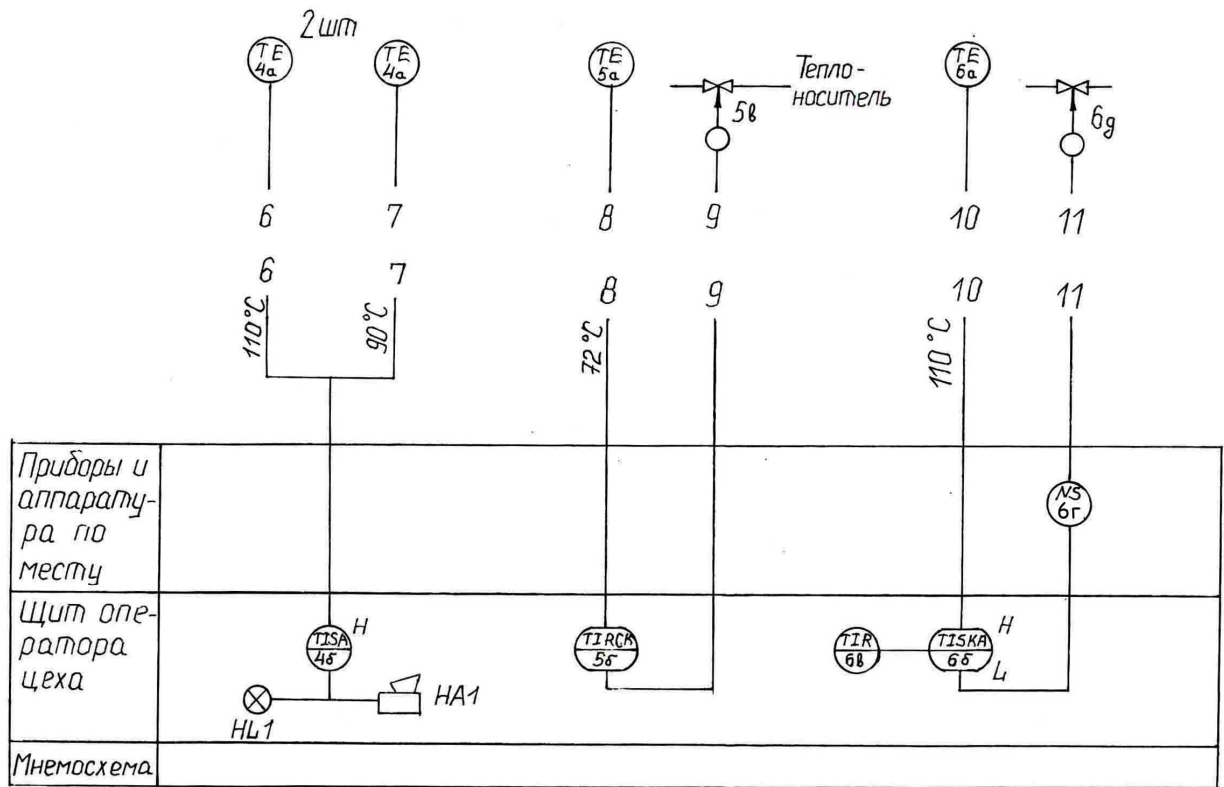 2шт
TE
4а
TE
4а
TE
5а
Тепло-
носитель
5в
TE
6а
6д
6
7
8
9
10
11
6
7
8
9
10
11
110°C
90°C
72°C
110°C
Приборы и
аппарату-
ра по
месту
NS
6г
Щит опе-
ратора
цеха
TISA
4б
H
HL1
HA1
TIRCK
5б
TIR
6в
TISKA
6б
H
L
Мнемосхема